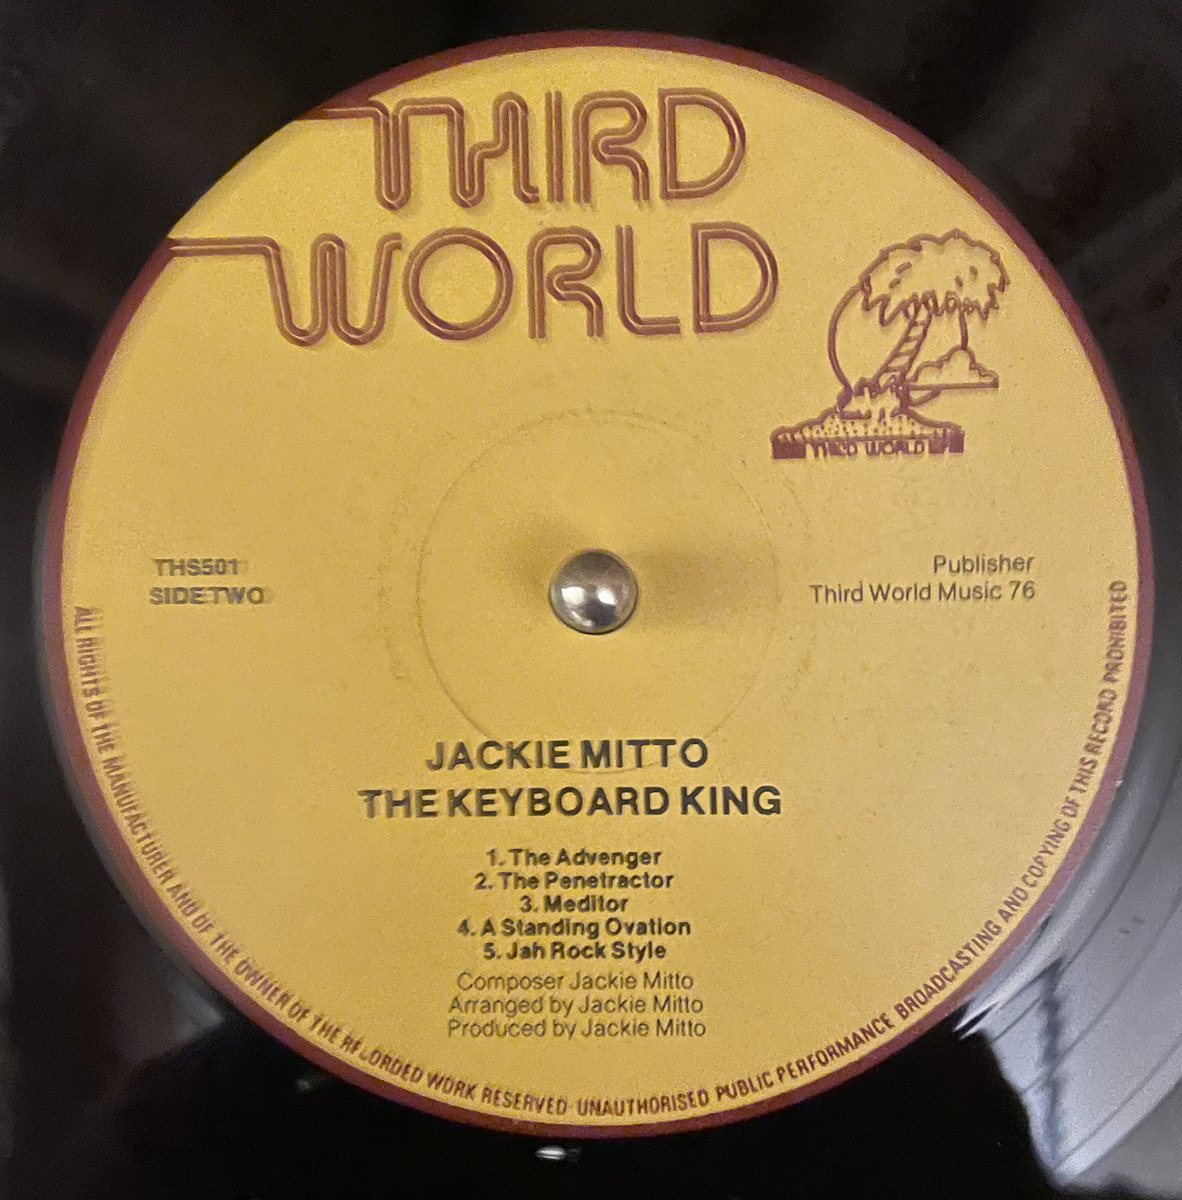 THIRD
WORLD
THIRD WORLD
THS501
SIDE TWO
Publisher
Third World Music 76
JACKIE MITTO
THE KEYBOARD KING
1. The Advenger
2. The Penetractor
3. Meditor
4. A Standing Ovation
5. Jah Rock Style
Composer Jackie Mitto
Arranged by Jackie Mitto
Produced by Jackie Mitto
ALL RIGHTS OF THE MANUFACTURER AND OF THE OWNER OF THE RECORDED WORK RESERVED · UNAUTHORISED PUBLIC PERFORMANCE BROADCASTING AND COPYING OF THIS RECORD PROHIBITED